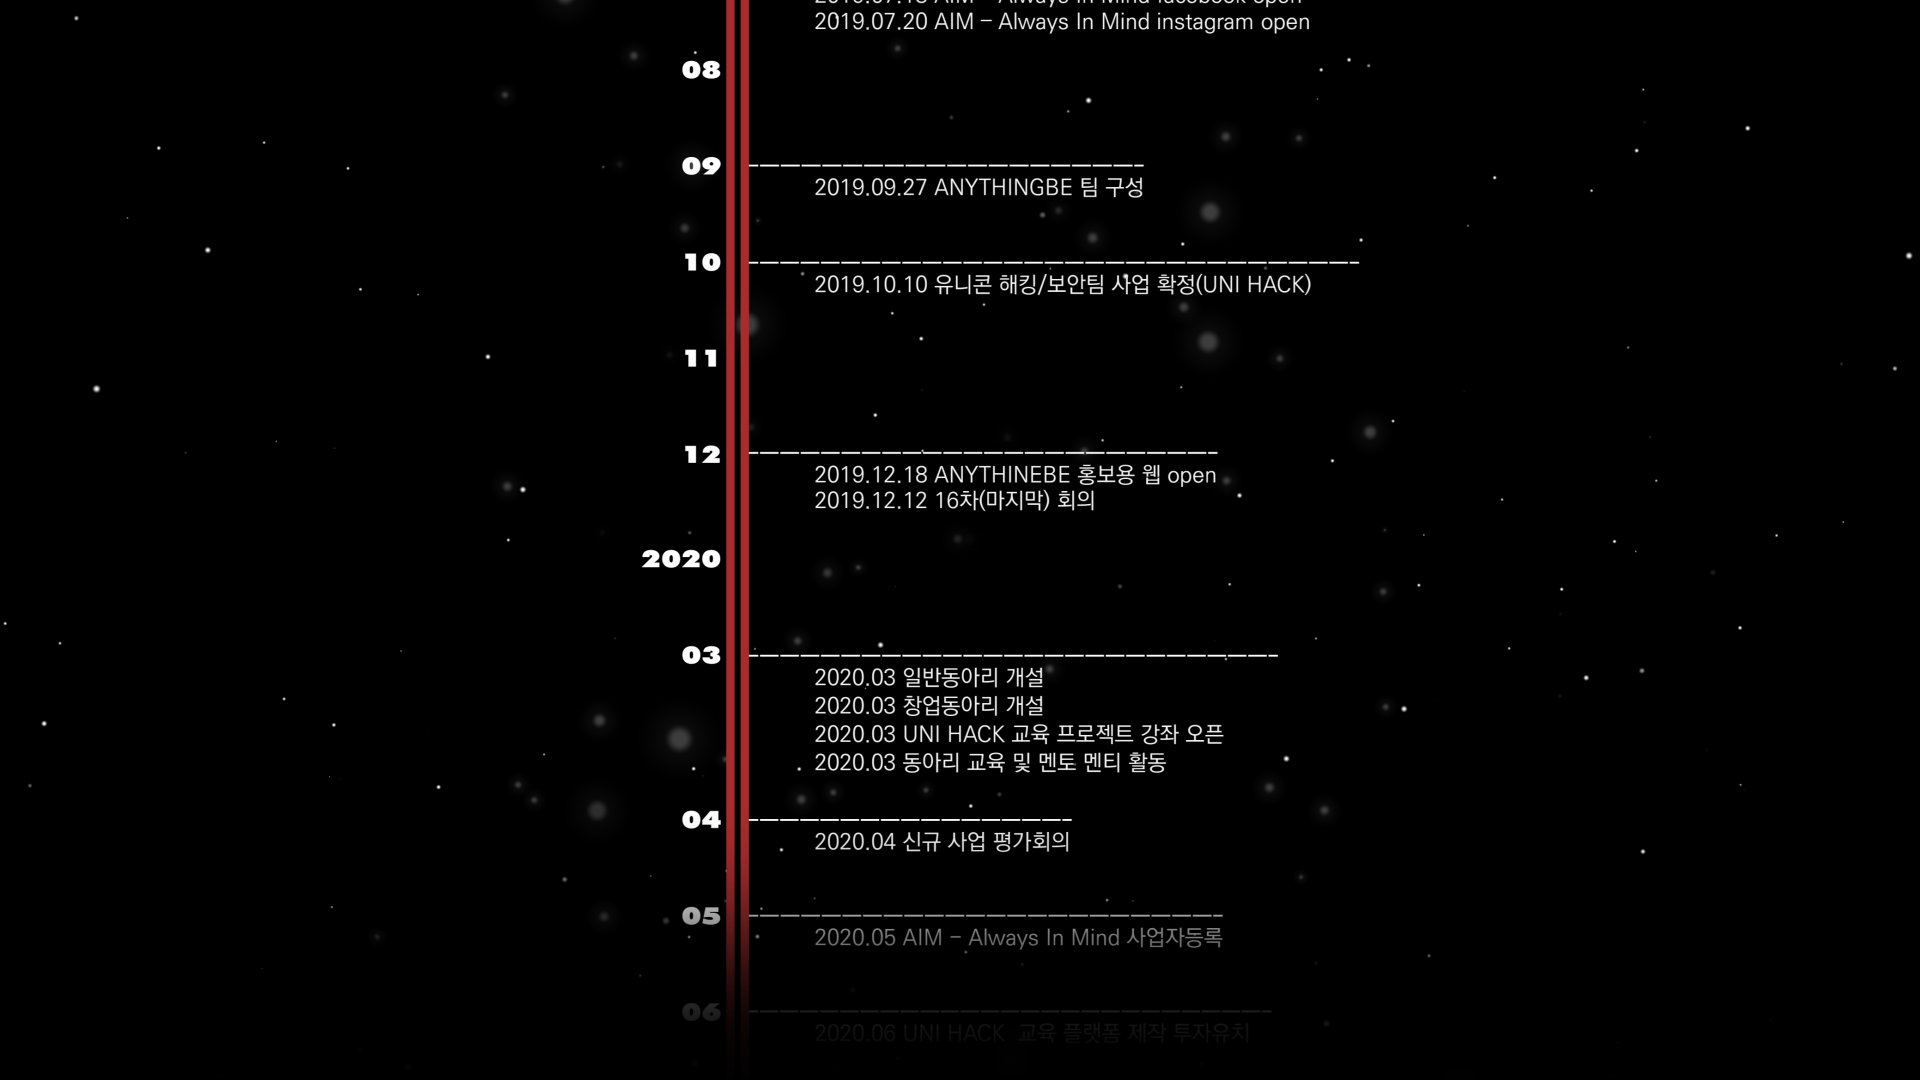 2019.07.20 AIM – Always In Mind instagram open
08
09
2019.09.27 ANYTHINGBE 팀 구성
10
2019.10.10 유니콘 해킹/보안팀 사업 확정(UNI HACK)
11
12
2019.12.18 ANYTHINEBE 홍보용 웹 open
2019.12.12 16차(마지막) 회의
2020
03
2020.03 일반동아리 개설
2020.03 창업동아리 개설
2020.03 UNI HACK 교육 프로젝트 강좌 오픈
2020.03 동아리 교육 및 멘토 멘티 활동
04
2020.04 신규 사업 평가회의
05
2020.05 AIM – Always In Mind 사업자등록
06
2020.06 UNI HACK 교육 플랫폼 제작 투자유치